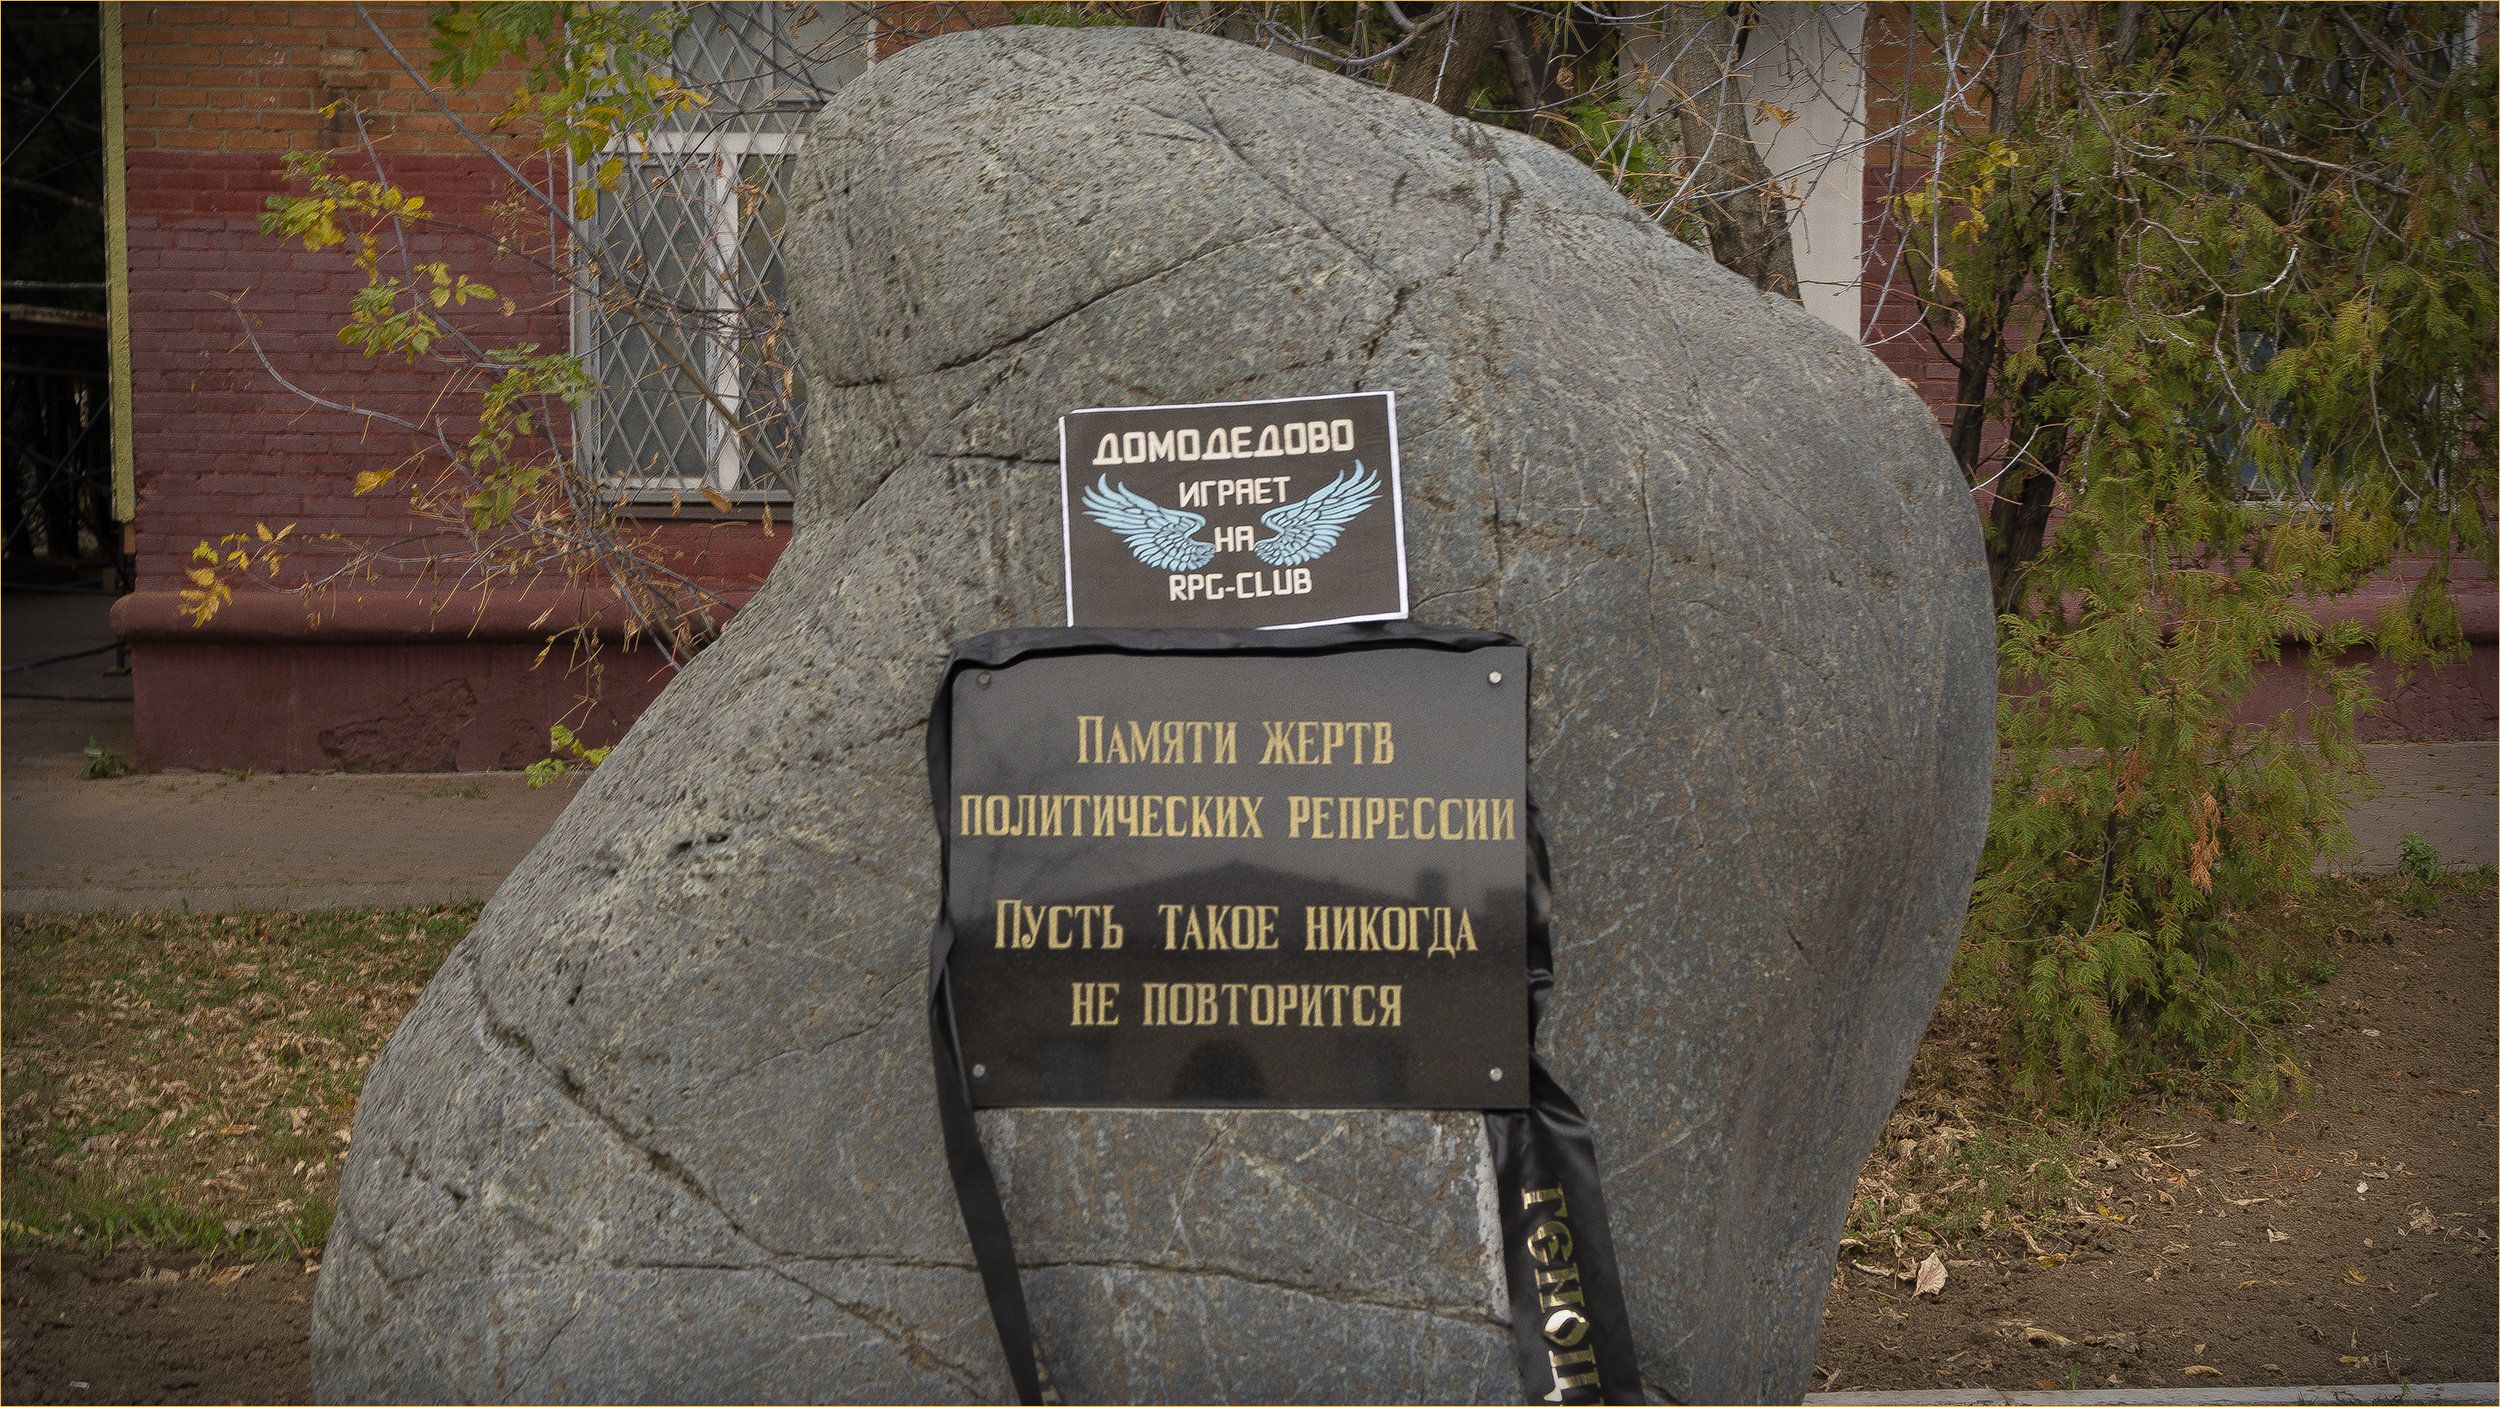 ДОМОДЕДОВО
ИГРАЕТ
НА
RPG-CLUB
Памяти жертв
политических репрессии
Пусть такое никогда
не повторится